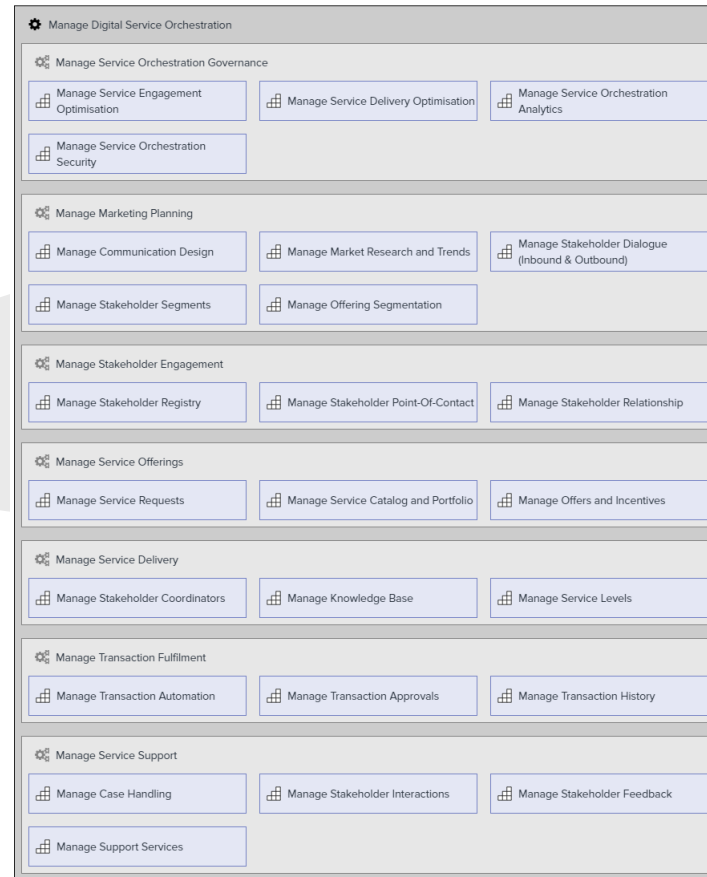 Manage Digital Service Orchestration
Manage Service Orchestration Governance
Manage Service Engagement
Optimisation
Manage Service Delivery Optimisation
Manage Service Orchestration
Analytics
Manage Service Orchestration
Security
Manage Marketing Planning
Manage Communication Design
Manage Market Research and Trends
Manage Stakeholder Dialogue
(Inbound & Outbound)
Manage Stakeholder Segments
Manage Offering Segmentation
Manage Stakeholder Engagement
Manage Stakeholder Registry
Manage Stakeholder Point-Of-Contact
Manage Stakeholder Relationship
Manage Service Offerings
Manage Service Requests
Manage Service Catalog and Portfolio
Manage Offers and Incentives
Manage Service Delivery
Manage Stakeholder Coordinators
Manage Knowledge Base
Manage Service Levels
Manage Transaction Fulfilment
Manage Transaction Automation
Manage Transaction Approvals
Manage Transaction History
Manage Service Support
Manage Case Handling
Manage Stakeholder Interactions
Manage Stakeholder Feedback
Manage Support Services